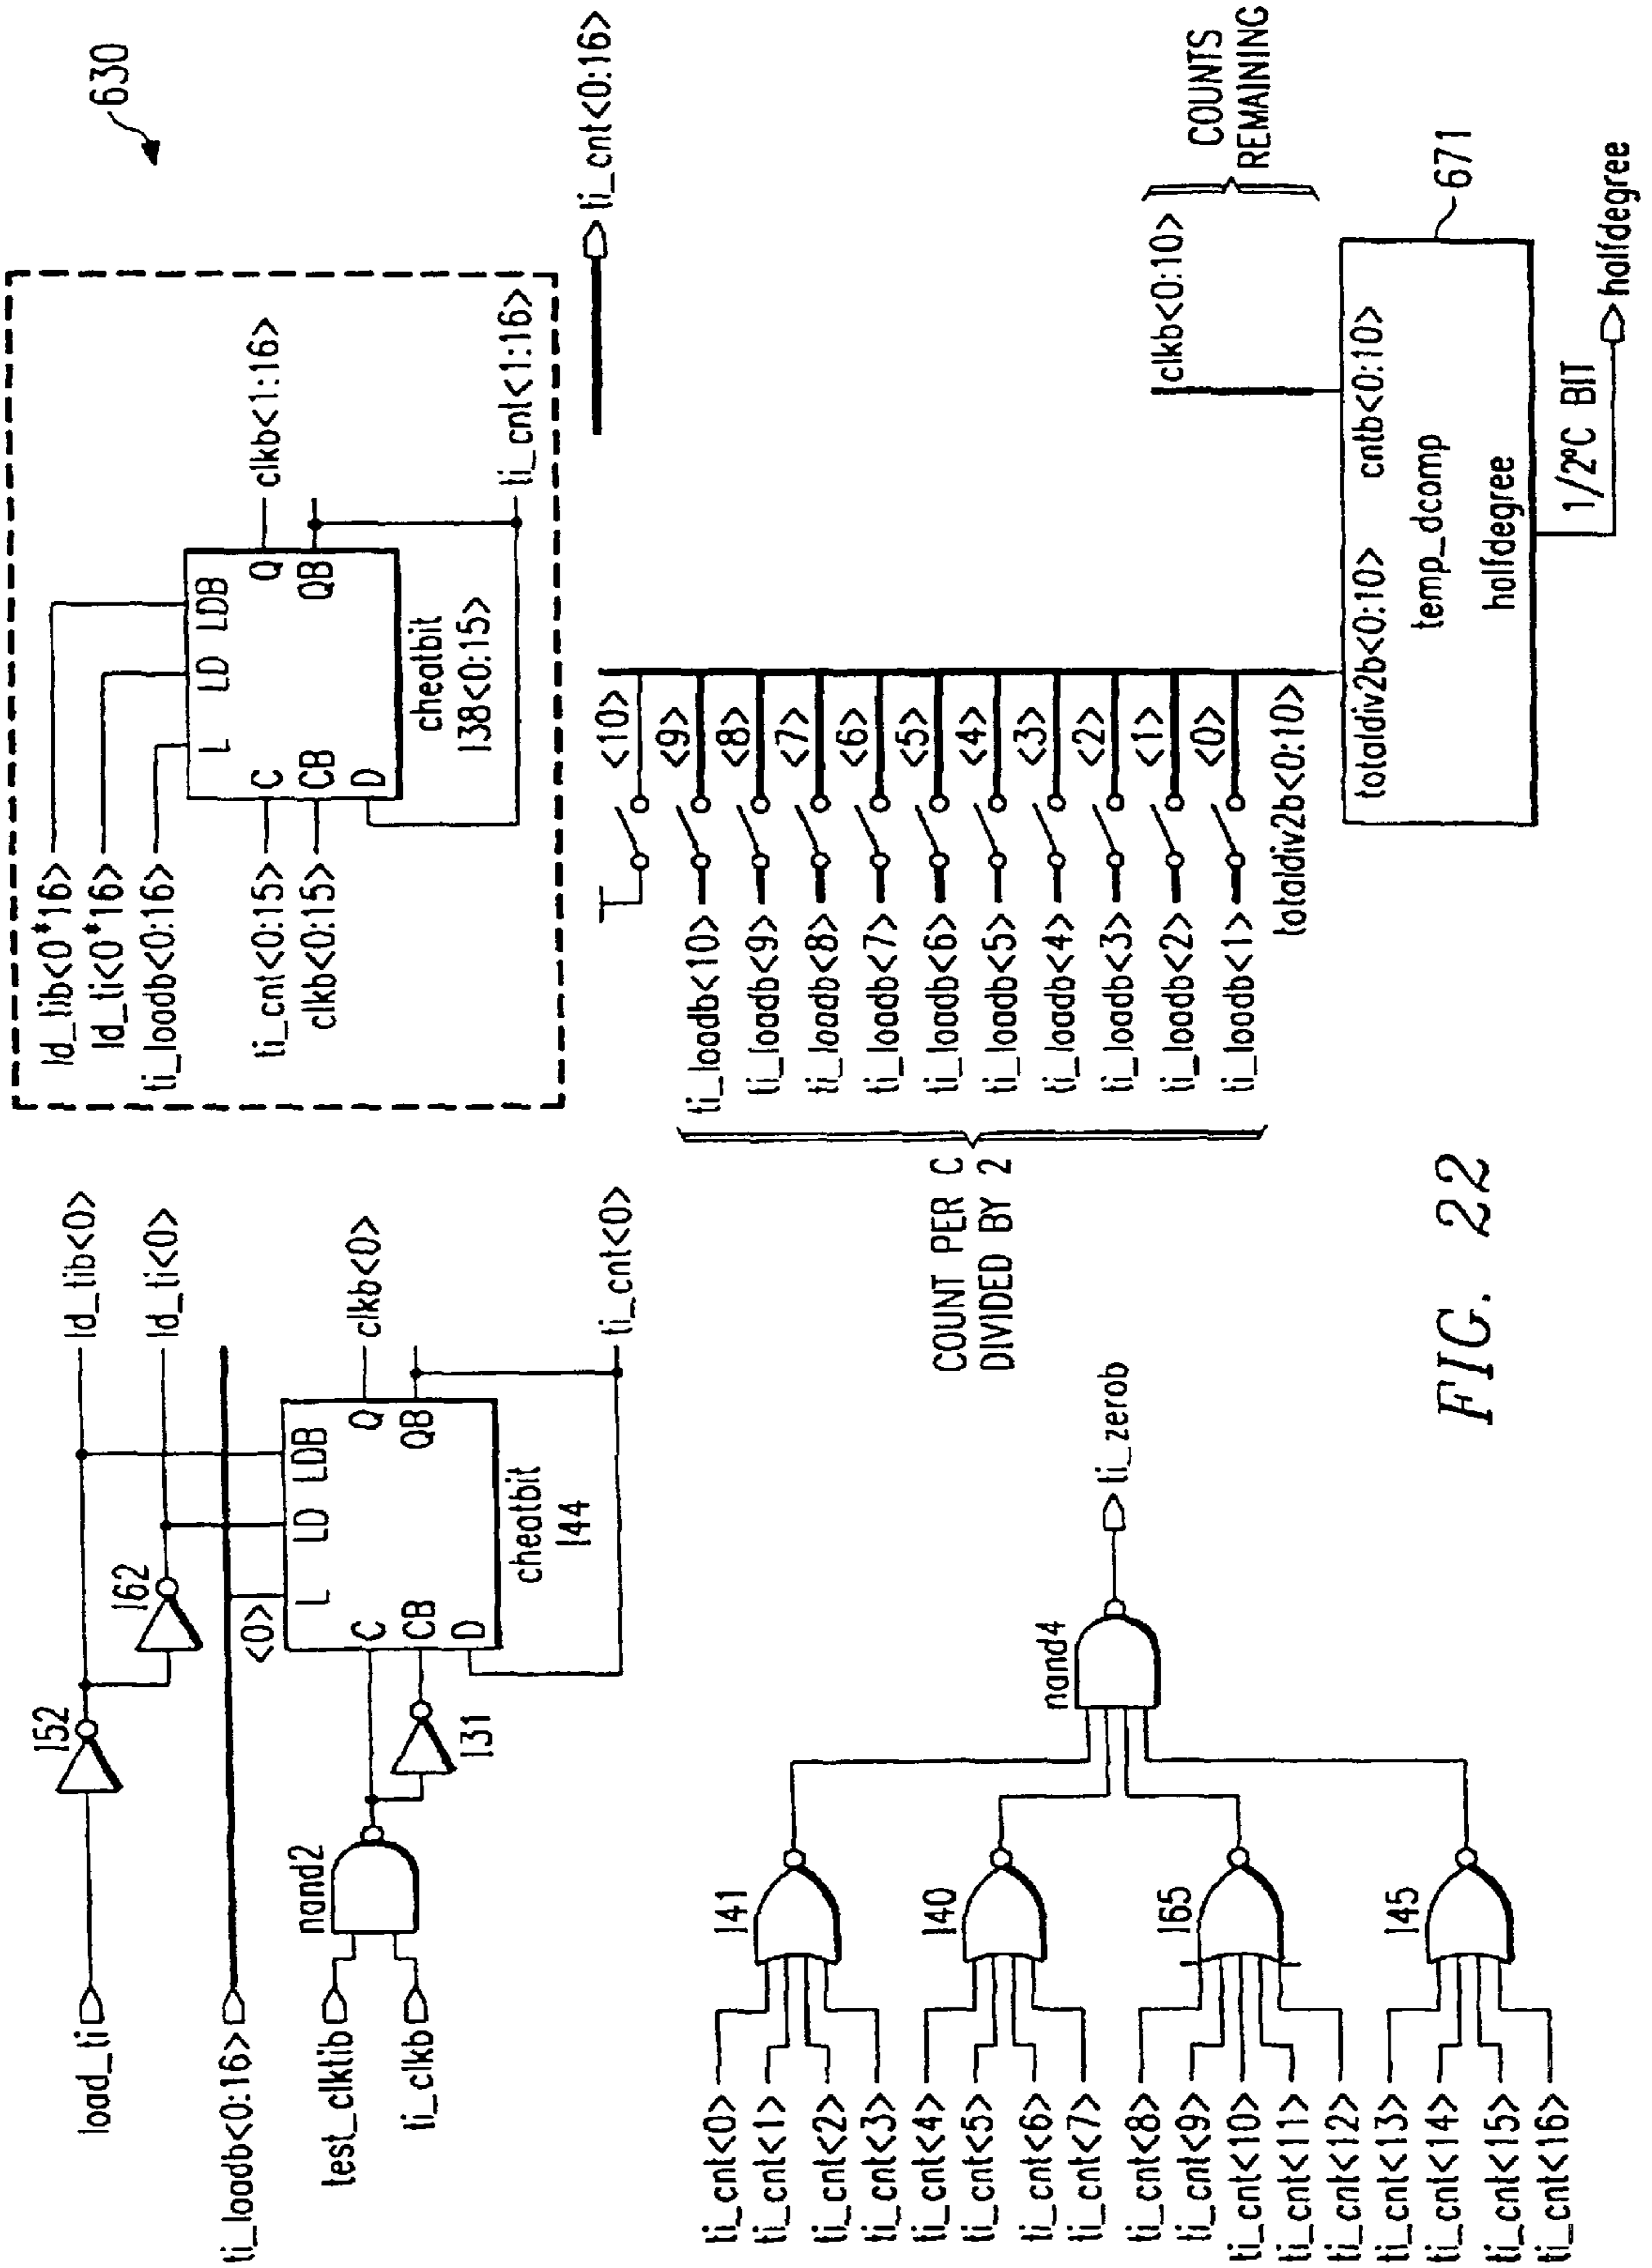 630
load_ti
152
162
ld_tib<0>
ld_ti<0>
ti_loadb<0:16>
<0>
L
LD
LDB
test_clktib
ti_clkb
nand2
131
C
CB
D
Q
QB
cheatbit
144
clkb<0>
ti_cnt<0>
ld_tib<0*16>
ld_ti<0*16>
ti_loadb<0:16>
ti_cnt<0:15>
clkb<0:15>
L
LD
LDB
C
CB
D
Q
QB
cheatbit
138<0:15>
clkb<1:16>
ti_cnt<1:16>
ti_cnt<0:16>
ti_cnt<0>
ti_cnt<1>
ti_cnt<2>
ti_cnt<3>
ti_cnt<4>
ti_cnt<5>
ti_cnt<6>
ti_cnt<7>
ti_cnt<8>
ti_cnt<9>
ti_cnt<10>
ti_cnt<11>
ti_cnt<12>
ti_cnt<13>
ti_cnt<14>
ti_cnt<15>
ti_cnt<16>
141
140
165
145
nand4
ti_zerob
COUNT PER C
DIVIDED BY 2
<10>
ti_loadb<10>
<9>
ti_loadb<9>
<8>
ti_loadb<8>
<7>
ti_loadb<7>
<6>
ti_loadb<6>
<5>
ti_loadb<5>
<4>
ti_loadb<4>
<3>
ti_loadb<3>
<2>
ti_loadb<2>
<1>
ti_loadb<1>
<0>
totaldiv2b<0:10>
clkb<0:10>
COUNTS
REMAINING
totaldiv2b<0:10>
cntb<0:10>
temp_dcomp
halfdegree
671
1/2°C BIT
halfdegree
FIG. 22